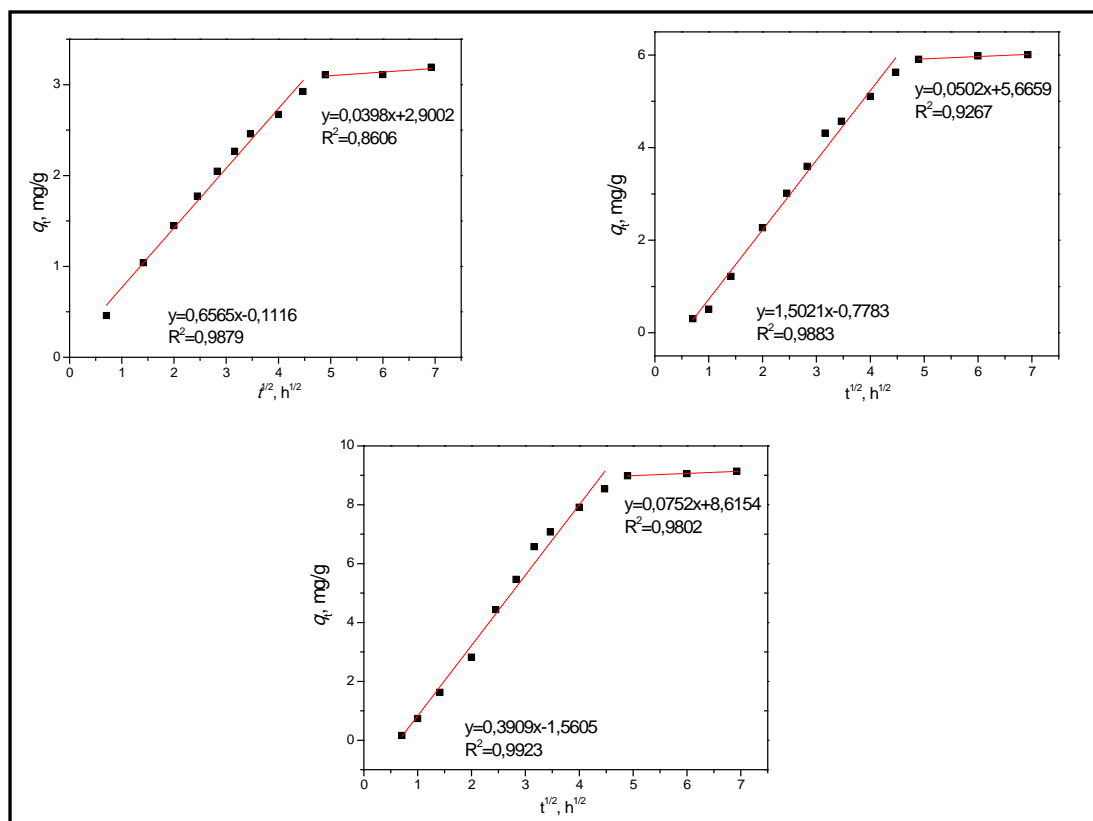 3
2
1
0
q_t, mg/g
y=0,0398x+2,9002
R²=0,8606
y=0,6565x-0,1116
R²=0,9879
0 1 2 3 4 5 6 7
t^1/2, h^1/2
6
4
2
0
q_t, mg/g
y=0,0502x+5,6659
R²=0,9267
y=1,5021x-0,7783
R²=0,9883
0 1 2 3 4 5 6 7
t^1/2, h^1/2
10
8
6
4
2
0
q_t, mg/g
y=0,0752x+8,6154
R²=0,9802
y=0,3909x-1,5605
R²=0,9923
0 1 2 3 4 5 6 7
t^1/2, h^1/2